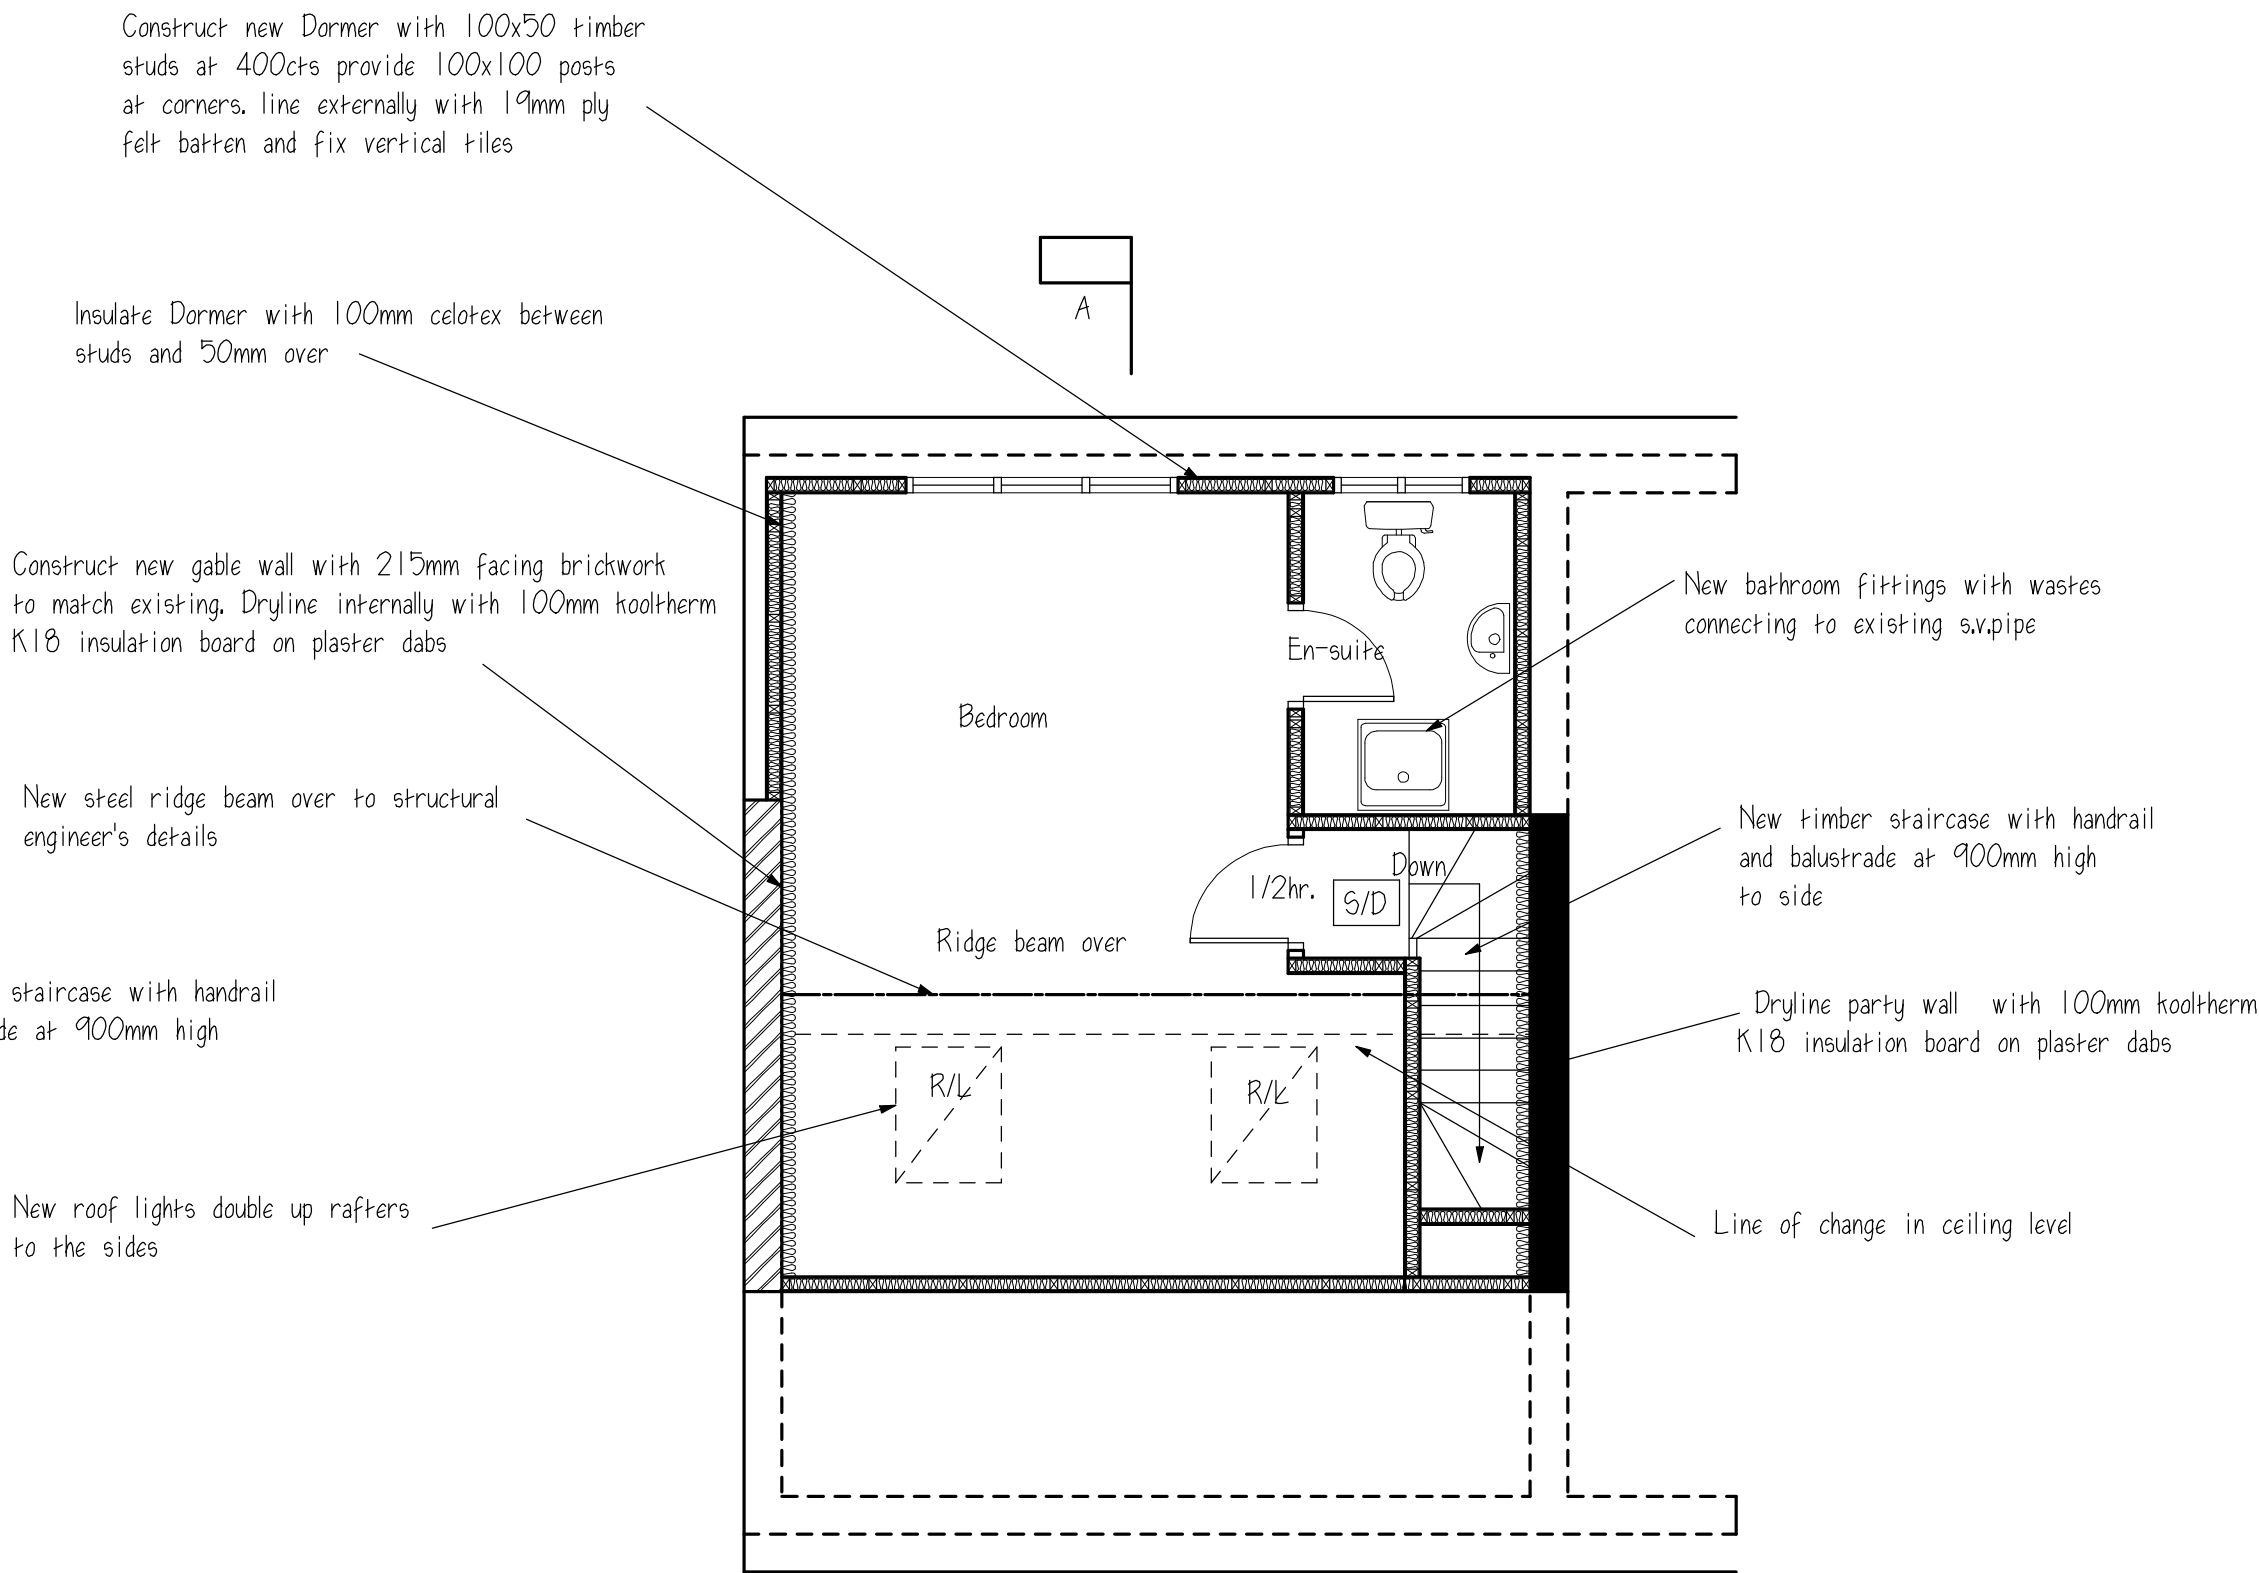 Construct new Dormer with 100x50 timber
studs at 400cts provide 100x100 posts
at corners. line externally with 19mm ply
felt batten and fix vertical tiles
A
Insulate Dormer with 100mm celotex between
studs and 50mm over
Construct new gable wall with 215mm facing brickwork
to match existing. Dryline internally with 100mm kooltherm
K18 insulation board on plaster dabs
New bathroom fittings with wastes
connecting to existing s.v.pipe
En-suite
Bedroom
New steel ridge beam over to structural
engineer's details
New timber staircase with handrail
and balustrade at 900mm high
to side
Down
1/2hr.
S/D
Ridge beam over
staircase with handrail
de at 900mm high
Dryline party wall with 100mm kooltherm
K18 insulation board on plaster dabs
R/L
R/L
New roof lights double up rafters
to the sides
Line of change in ceiling level